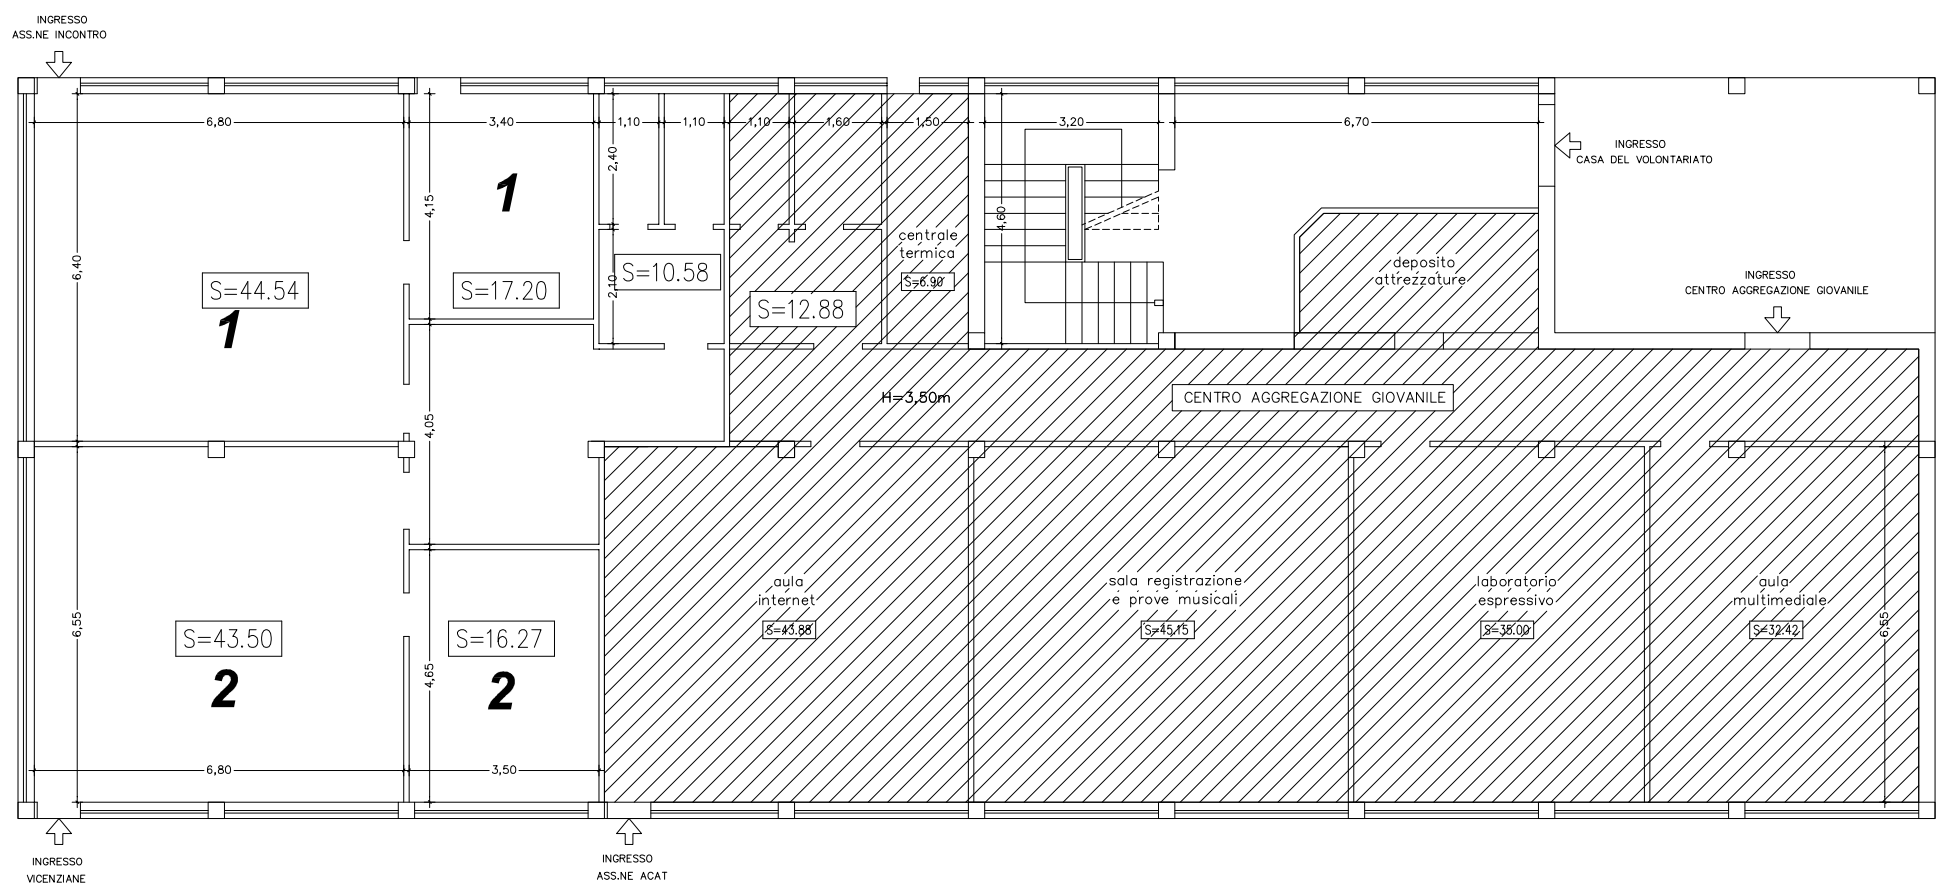 INGRESSO
ASS.NE INCONTRO
6,80
3,40
1,10
1,10
1,10
1,60
1,50
3,20
6,70
INGRESSO
CASA DEL VOLONTARIATO
2,40
1
4,15
4,60
centrale
termica
S=6.90
6,40
S=44.54
1
S=17.20
S=10.58
2,10
S=12.88
deposito
attrezzature
INGRESSO
CENTRO AGGREGAZIONE GIOVANILE
H=3,50m
CENTRO AGGREGAZIONE GIOVANILE
4,05
6,55
S=43.50
2
S=16.27
2
4,65
aula
internet
S=43.88
sala registrazione
e prove musicali
S=45.15
laboratorio
espressivo
S=35.00
aula
multimediale
S=32.42
6,55
6,80
3,50
INGRESSO
VICENZIANE
INGRESSO
ASS.NE ACAT